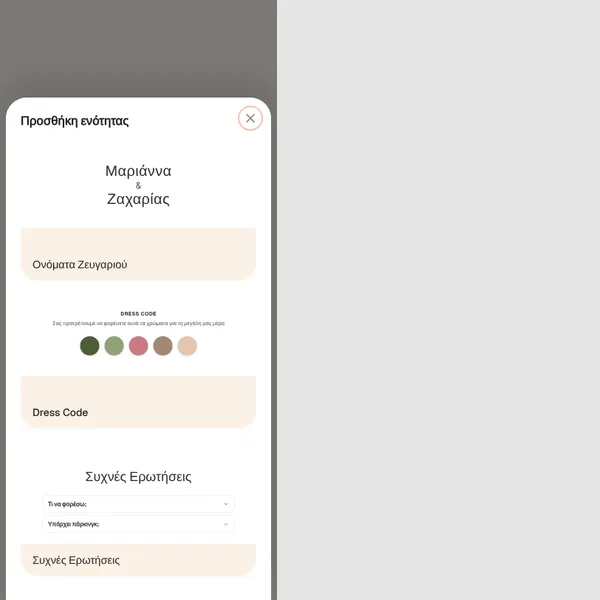 Προσθήκη ενότητας
Μαριάννα
&
Ζαχαρίας
Ονόματα Ζευγαριού
DRESS CODE
Σας προτρέπουμε να φορέσετε αυτά τα χρώματα για τη μεγάλη μας μέρα
Dress Code
Συχνές Ερωτήσεις
Τι να φορέσω;
Υπάρχει πάρκινγκ;
Συχνές Ερωτήσεις